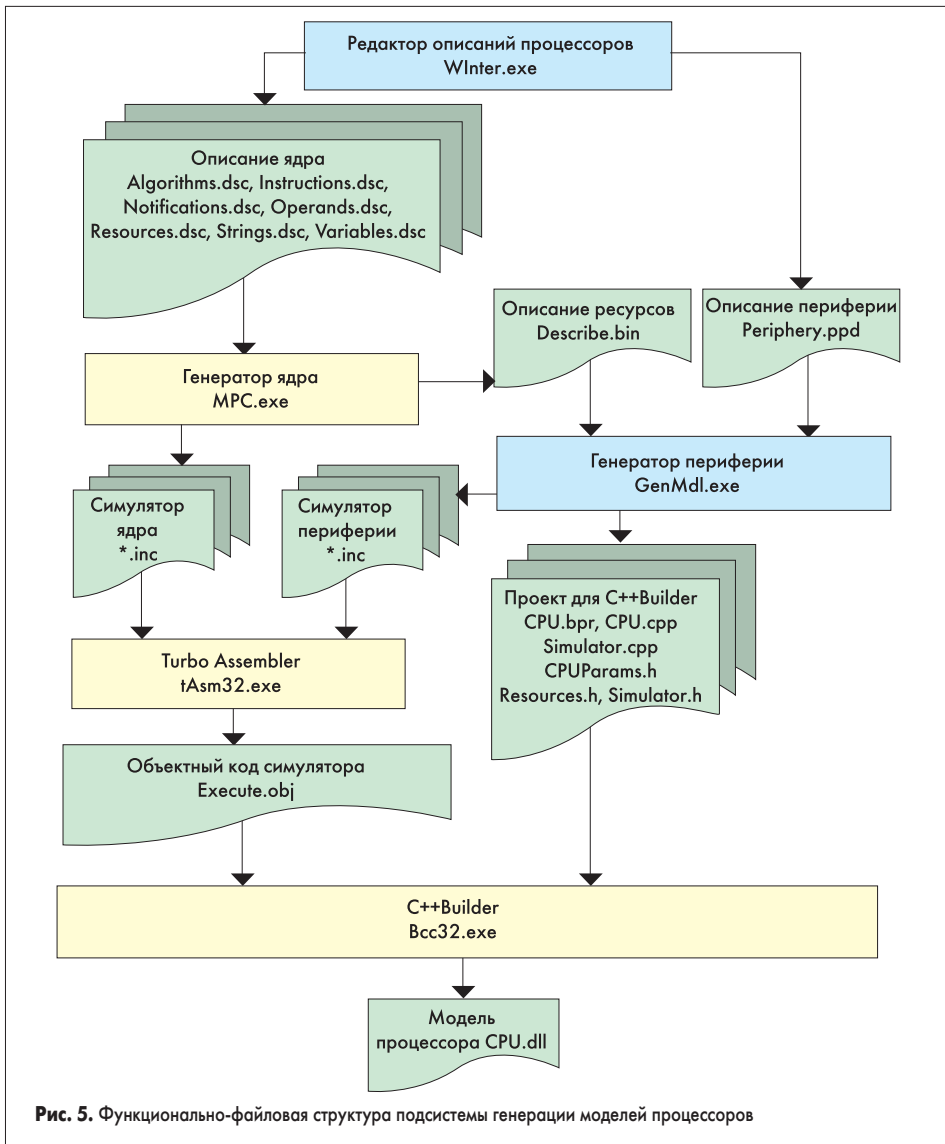 Редактор описаний процессоров
WInter.exe
Описание ядра
Algorithms.dsc, Instructions.dsc,
Notifications.dsc, Operands.dsc,
Resources.dsc, Strings.dsc, Variables.dsc
Описание ресурсов
Describe.bin
Описание периферии
Periphery.ppd
Генератор ядра
MPC.exe
Генератор периферии
GenMdl.exe
Симулятор
ядра
*.inc
Симулятор
периферии
*.inc
Проект для C++Builder
CPU.bpr, CPU.cpp
Simulator.cpp
CPUParams.h
Resources.h, Simulator.h
Turbo Assembler
tAsm32.exe
Объектный код симулятора
Execute.obj
C++Builder
Bcc32.exe
Модель
процессора CPU.dll
Рис. 5. Функционально-файловая структура подсистемы генерации моделей процессоров